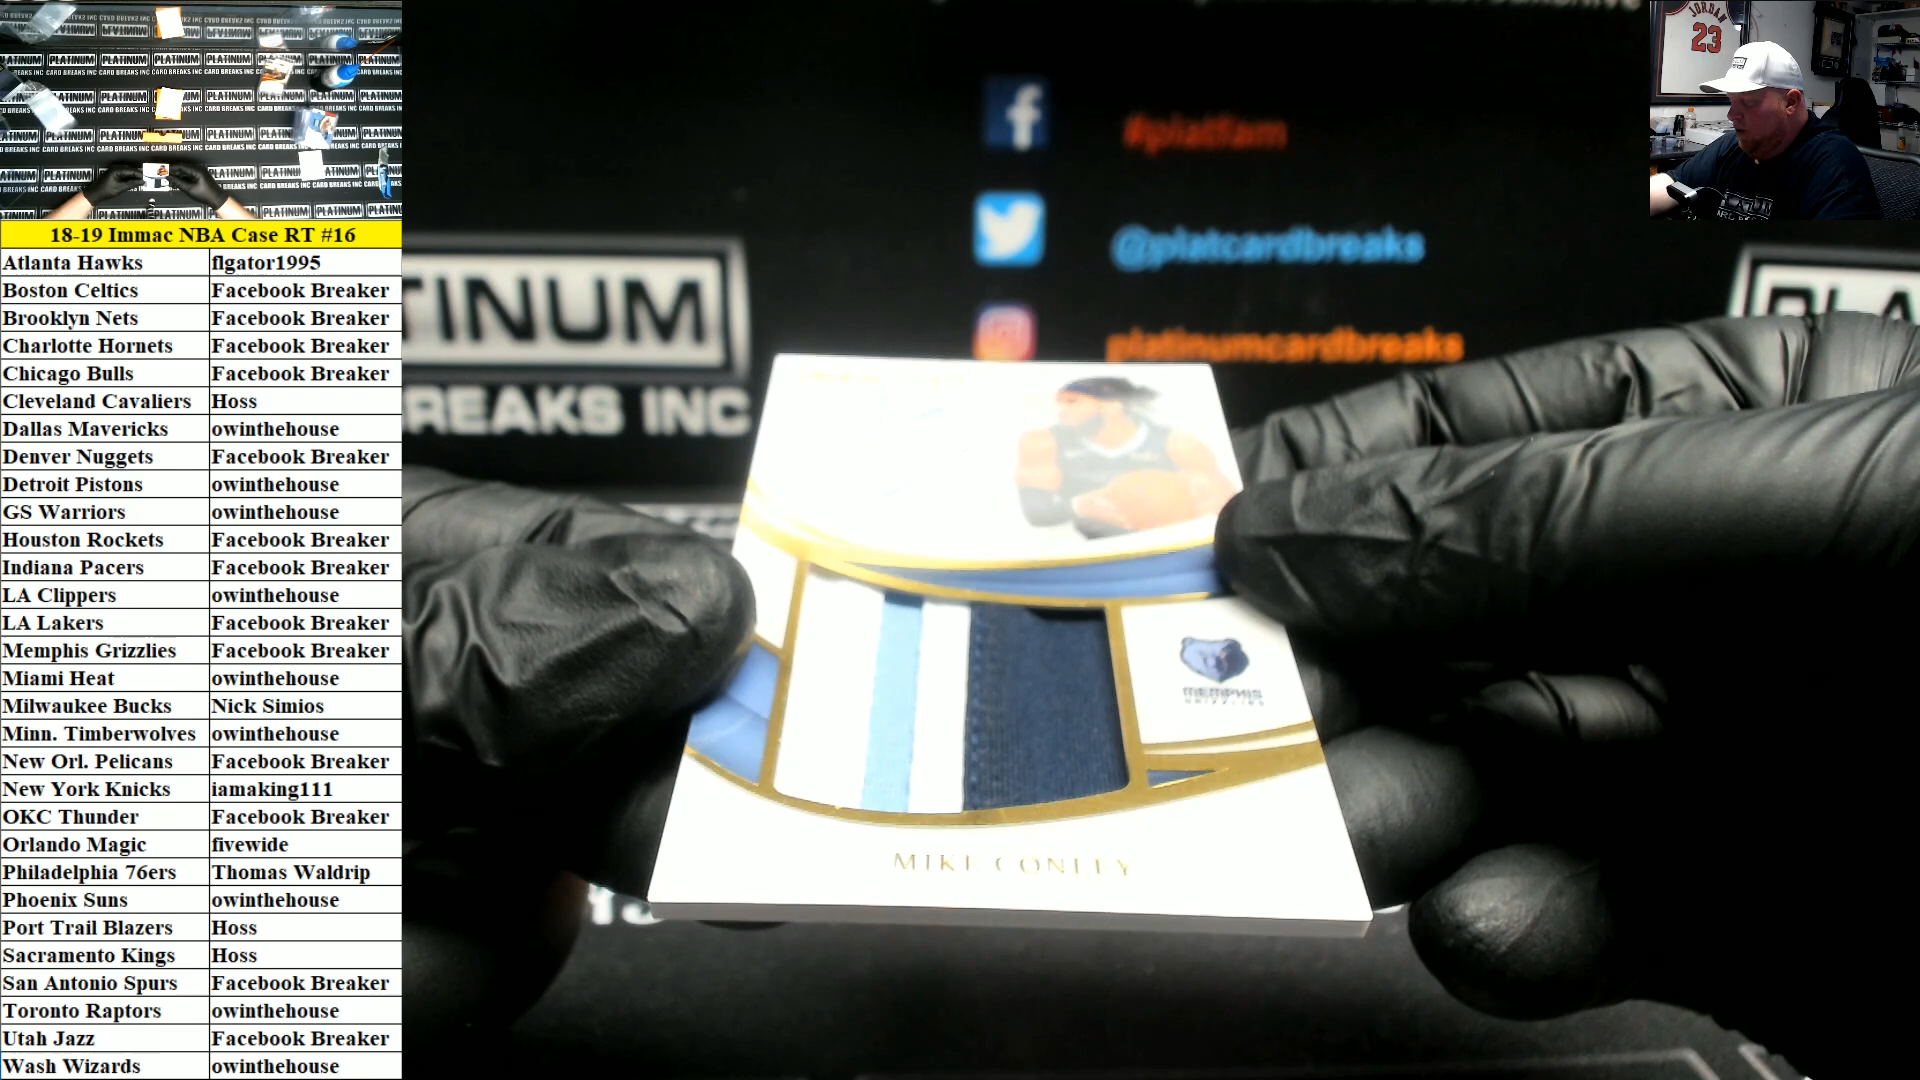 18-19 Immac NBA Case RT #16
Atlanta Hawks flgator1995
Boston Celtics Facebook Breaker
Brooklyn Nets Facebook Breaker
Charlotte Hornets Facebook Breaker
Chicago Bulls Facebook Breaker
Cleveland Cavaliers Hoss
Dallas Mavericks owinthehouse
Denver Nuggets Facebook Breaker
Detroit Pistons owinthehouse
GS Warriors owinthehouse
Houston Rockets Facebook Breaker
Indiana Pacers Facebook Breaker
LA Clippers owinthehouse
LA Lakers Facebook Breaker
Memphis Grizzlies Facebook Breaker
Miami Heat owinthehouse
Milwaukee Bucks Nick Simios
Minn. Timberwolves owinthehouse
New Orl. Pelicans Facebook Breaker
New York Knicks iamaking111
OKC Thunder Facebook Breaker
Orlando Magic fivewide
Philadelphia 76ers Thomas Waldrip
Phoenix Suns owinthehouse
Port Trail Blazers Hoss
Sacramento Kings Hoss
San Antonio Spurs Facebook Breaker
Toronto Raptors owinthehouse
Utah Jazz Facebook Breaker
Wash Wizards owinthehouse
#platfam
@platcardbreaks
platinumcardbreaks
TINUM
REAKS INC
MEMPHIS
GRIZZLIES
MIKE CONLEY
JORDAN
23
PLA